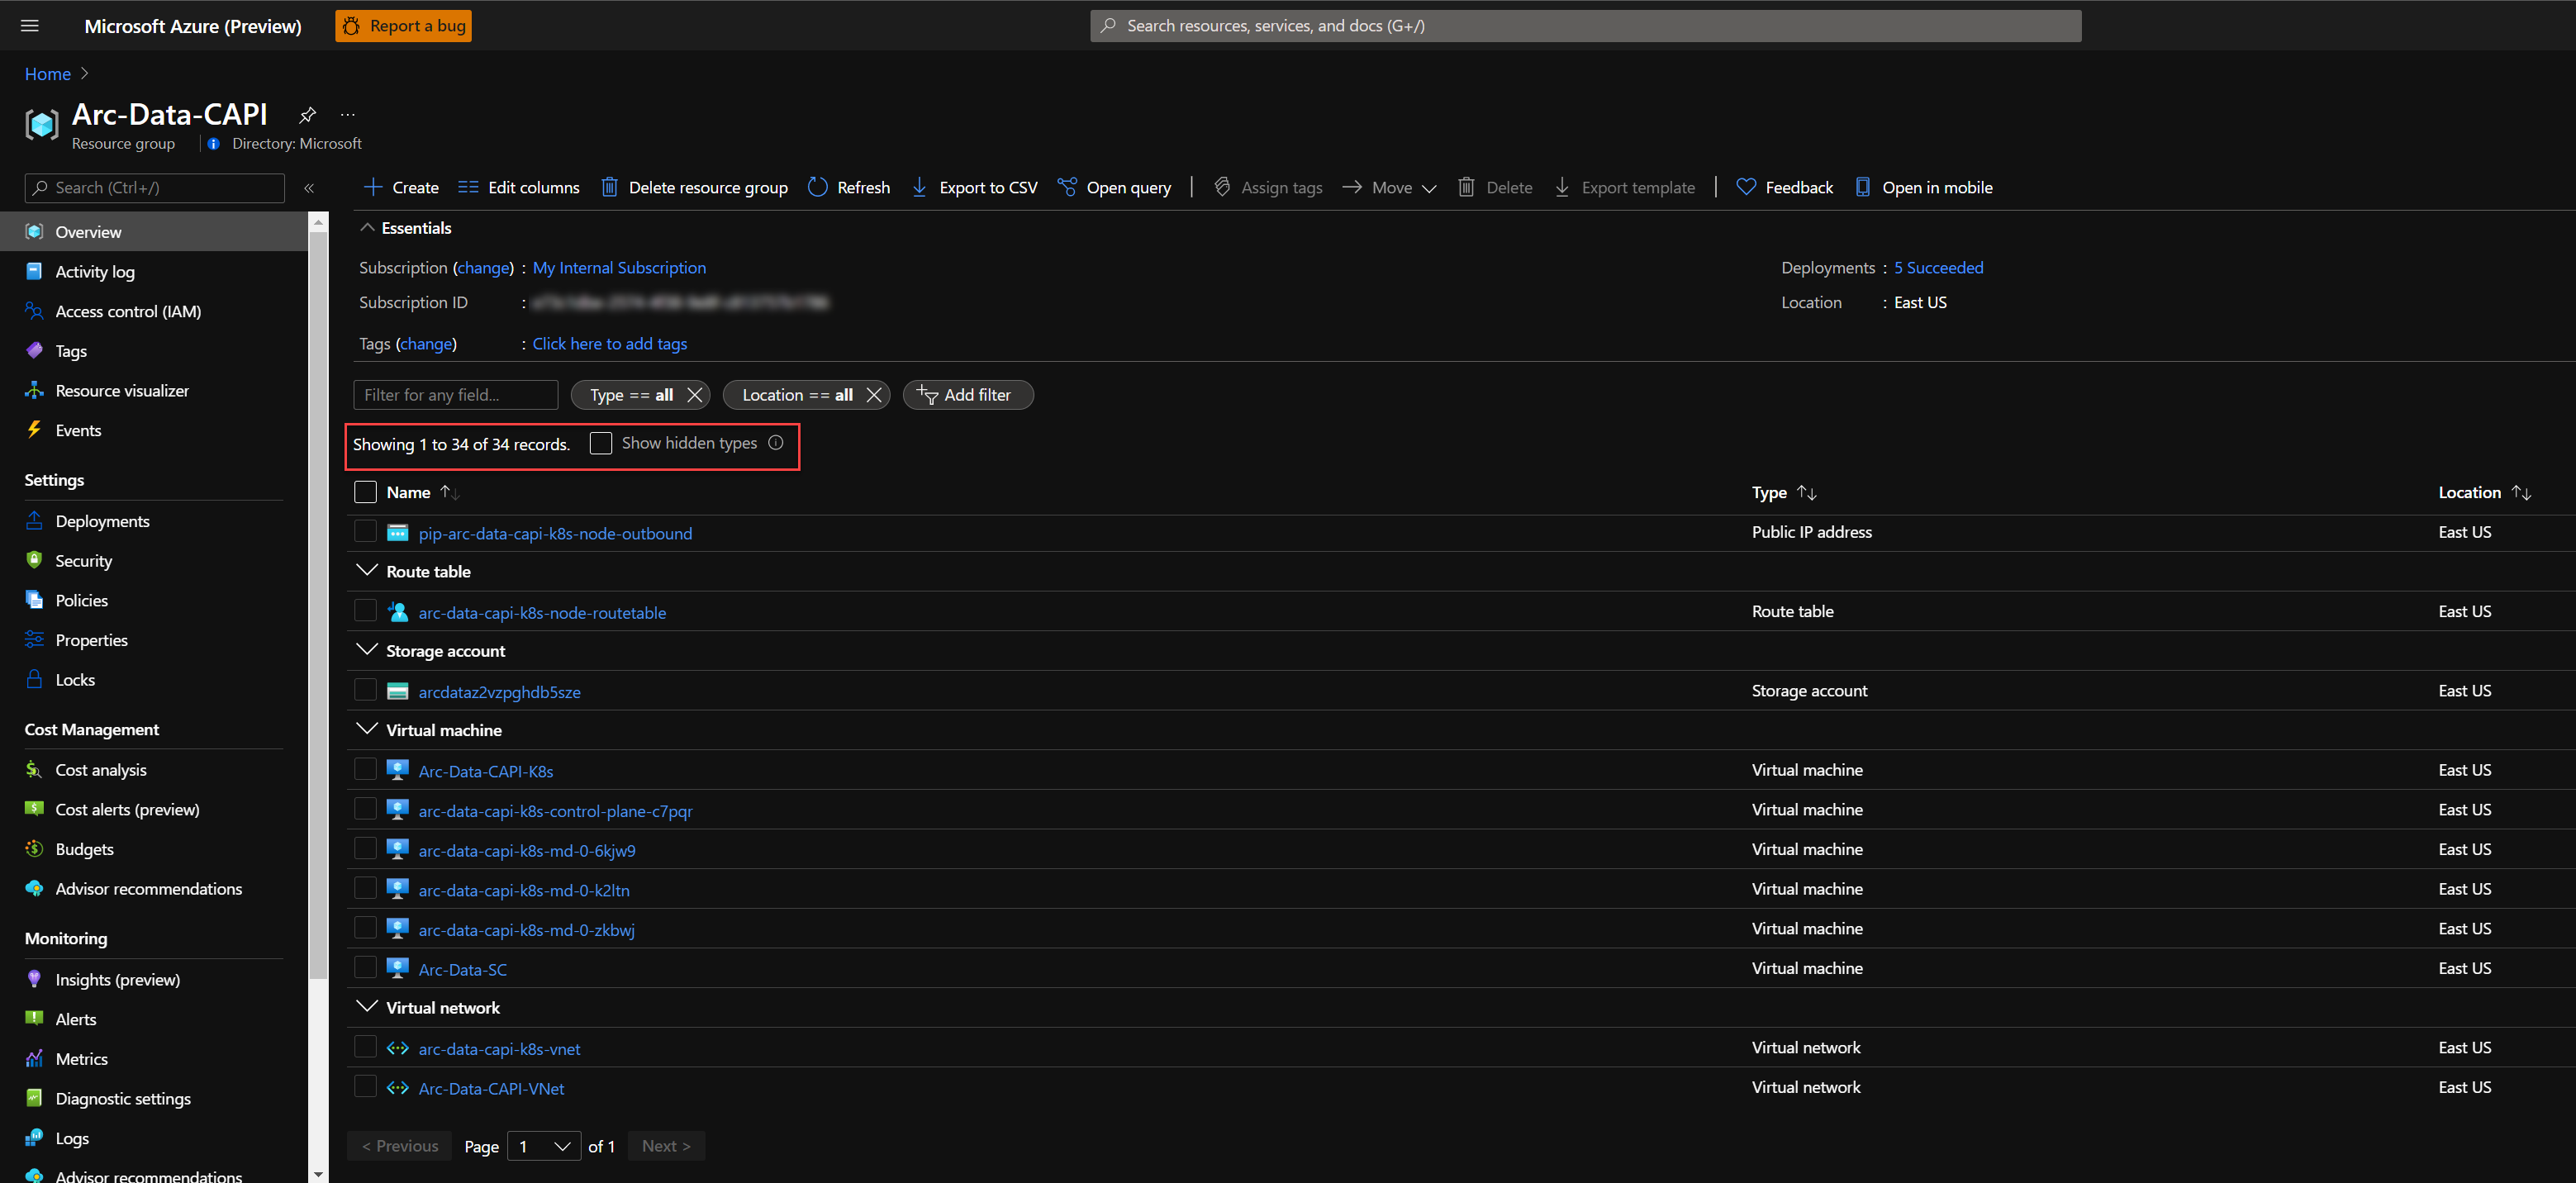 Microsoft Azure (Preview)
Report a bug
Search resources, services, and docs (G+/)
Home
Arc-Data-CAPI
Resource group
Directory: Microsoft
Search (Ctrl+/)
Create
Edit columns
Delete resource group
Refresh
Export to CSV
Open query
Assign tags
Move
Delete
Export template
Feedback
Open in mobile
Overview
Activity log
Access control (IAM)
Tags
Resource visualizer
Events
Settings
Deployments
Security
Policies
Properties
Locks
Cost Management
Cost analysis
Cost alerts (preview)
Budgets
Advisor recommendations
Monitoring
Insights (preview)
Alerts
Metrics
Diagnostic settings
Logs
Advisor recommendations
Essentials
Subscription (change) : My Internal Subscription
Deployments : 5 Succeeded
Subscription ID :
Location : East US
Tags (change) : Click here to add tags
Filter for any field...
Type == all
Location == all
Add filter
Showing 1 to 34 of 34 records.
Show hidden types
Name Type Location
pip-arc-data-capi-k8s-node-outbound Public IP address East US
Route table
arc-data-capi-k8s-node-routetable Route table East US
Storage account
arcdataz2vzpghdb5sze Storage account East US
Virtual machine
Arc-Data-CAPI-K8s Virtual machine East US
arc-data-capi-k8s-control-plane-c7pqr Virtual machine East US
arc-data-capi-k8s-md-0-6kjw9 Virtual machine East US
arc-data-capi-k8s-md-0-k2ltn Virtual machine East US
arc-data-capi-k8s-md-0-zkbwj Virtual machine East US
Arc-Data-SC Virtual machine East US
Virtual network
arc-data-capi-k8s-vnet Virtual network East US
Arc-Data-CAPI-VNet Virtual network East US
< Previous Page 1 of 1 Next >